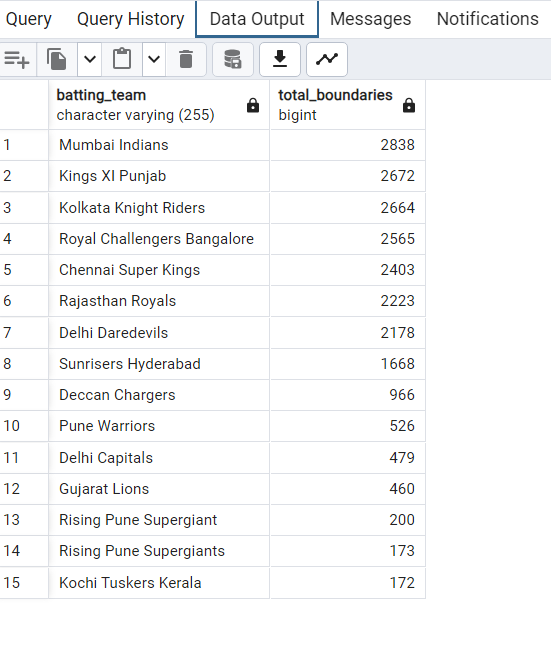 Query Query History Data Output Messages Notifications
batting_team total_boundaries
character varying (255) bigint
1 Mumbai Indians 2838
2 Kings XI Punjab 2672
3 Kolkata Knight Riders 2664
4 Royal Challengers Bangalore 2565
5 Chennai Super Kings 2403
6 Rajasthan Royals 2223
7 Delhi Daredevils 2178
8 Sunrisers Hyderabad 1668
9 Deccan Chargers 966
10 Pune Warriors 526
11 Delhi Capitals 479
12 Gujarat Lions 460
13 Rising Pune Supergiant 200
14 Rising Pune Supergiants 173
15 Kochi Tuskers Kerala 172